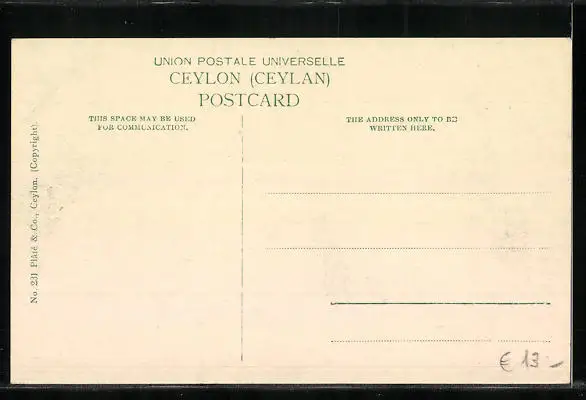 UNION POSTALE UNIVERSELLE
CEYLON (CEYLAN)
POSTCARD
THIS SPACE MAY BE USED
FOR COMMUNICATION.
THE ADDRESS ONLY TO BE
WRITTEN HERE.
No. 231 Plâté & Co., Ceylon. (Copyright).
€ 13.-